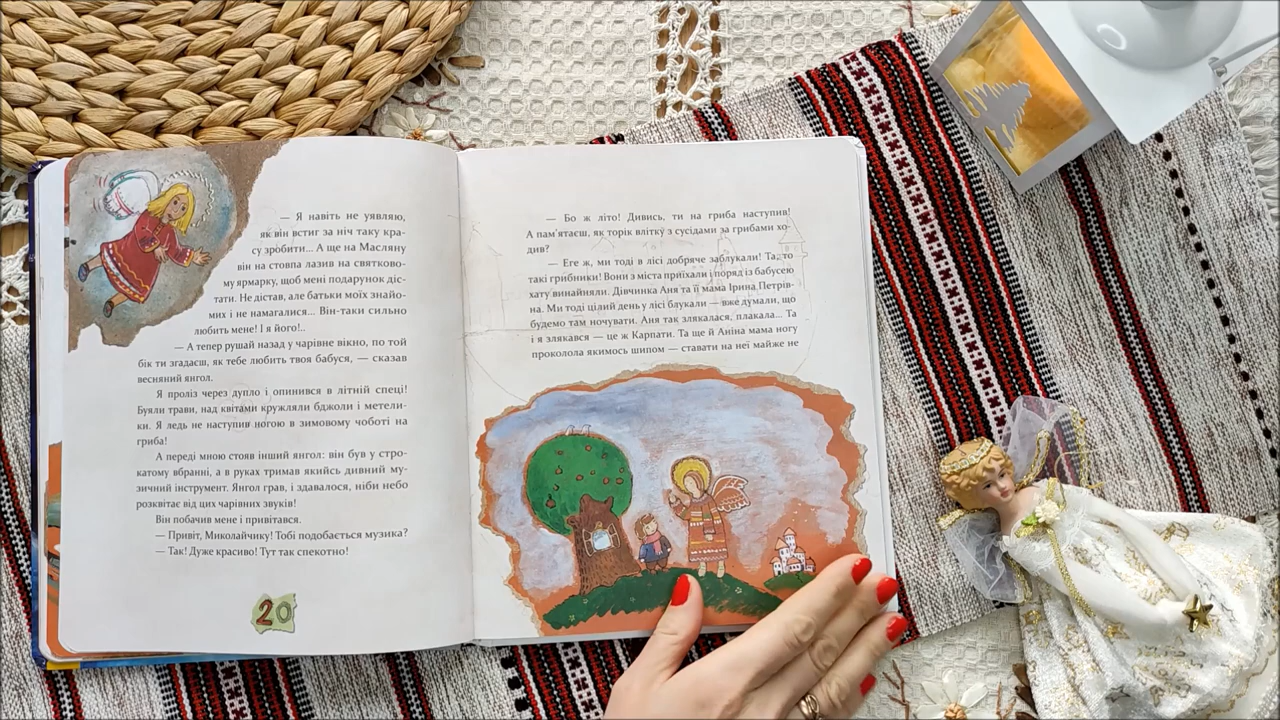 — Я навіть не уявляю,
як він встиг за ніч таку кра-
су зробити... А ще на Масляну
він на стовпа лазив на святково-
му ярмарку, щоб мені подарунок діс-
тати. Не дістав, але батьки моїх знайо-
мих і не намагалися... Він-таки сильно
любить мене! І я його!..
— А тепер рушай назад у чарівне вікно, по той
бік ти згадаєш, як тебе любить твоя бабуся, — сказав
весняний янгол.
Я проліз через дупло і опинився в літній спеці!
Буяли трави, над квітами кружляли бджоли і метели-
ки. Я ледь не наступив ногою в зимовому чоботі на
гриба!
А переді мною стояв інший янгол: він був у стро-
катому вбранні, а в руках тримав якийсь дивний му-
зичний інструмент. Янгол грав, і здавалося, ніби небо
розквітає від цих чарівних звуків!
Він побачив мене і привітався.
— Привіт, Миколайчику! Тобі подобається музика?
— Так! Дуже красиво! Тут так спекотно!
20
— Бо ж літо! Дивись, ти на гриба наступив!
А пам'ятаєш, як торік влітку з сусідами за грибами хо-
див?
— Еге ж, ми тоді в лісі добряче заблукали! Та, то
такі грибники! Вони з міста приїхали і поряд із бабусею
хату винайняли. Дівчинка Аня та її мама Ірина Петрів-
на. Ми тоді цілий день у лісі блукали — вже думали, що
будемо там ночувати. Аня так злякалася, плакала... Та
і я злякався — це ж Карпати. Та ще й Аніна мама ногу
проколола якимось шипом — ставати на неї майже не